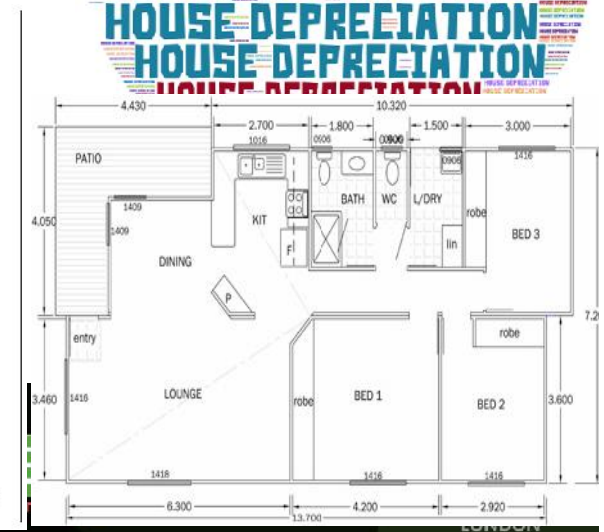 HOUSE DEPRECIATION
HOUSE DEPRECIATION
HOUSE DEPRECIATION
4.430
10.320
2.700
1.800
1.500
3.000
1016
0906
1416
0906
PATIO
1409
1409
4.050
KIT
BATH
WC
L/DRY
robe
BED 3
F
lin
DINING
P
entry
robe
3.460
1416
LOUNGE
robe
BED 1
BED 2
3.600
1418
1416
1416
6.300
4.200
2.920
13.700
LONDON